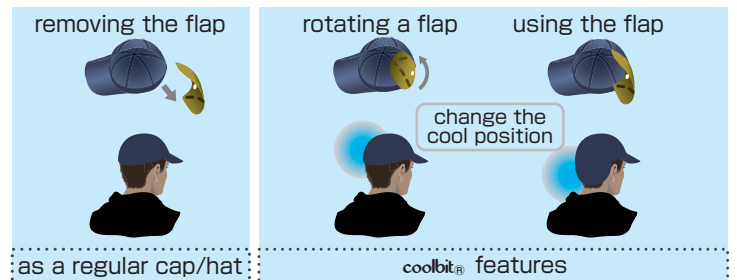 removing the flap
rotating a flap
using the flap
change the
cool position
as a regular cap/hat
coolbit® features